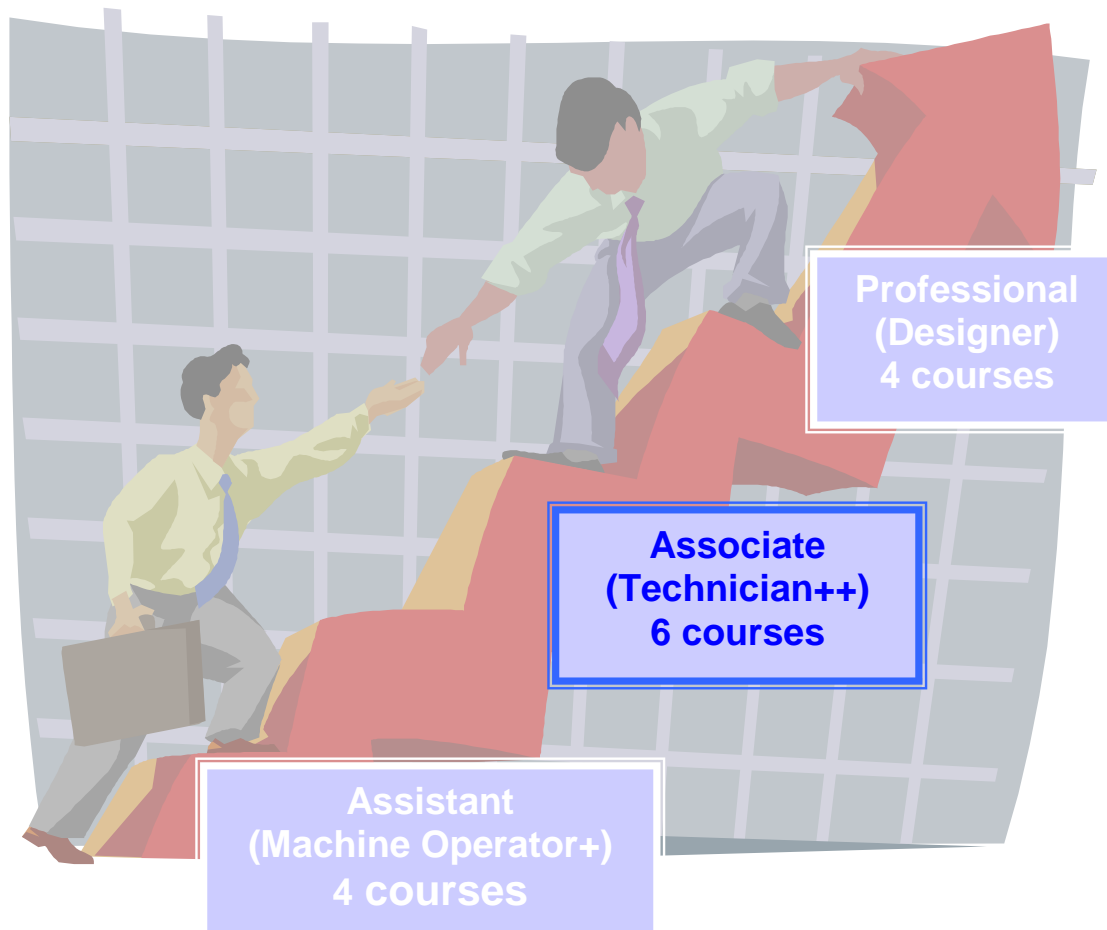 Professional
(Designer)
4 courses
Associate
(Technician++)
6 courses
Assistant
(Machine Operator+)
4 courses